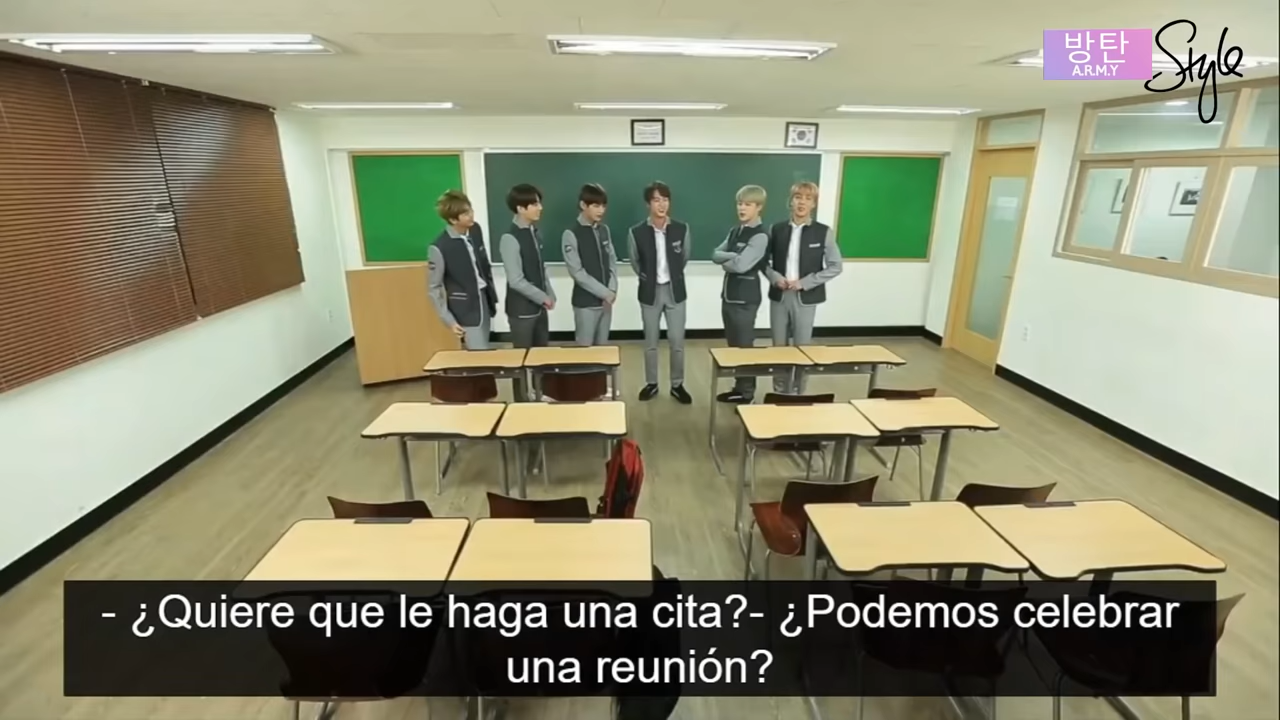 방탄
A.R.M.Y
Style
- ¿Quiere que le haga una cita?- ¿Podemos celebrar
una reunión?